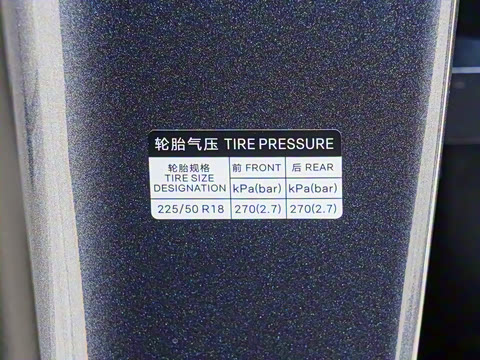 轮胎气压 TIRE PRESSURE
轮胎规格 前 FRONT 后 REAR
TIRE SIZE
DESIGNATION kPa(bar) kPa(bar)
225/50 R18 270(2.7) 270(2.7)